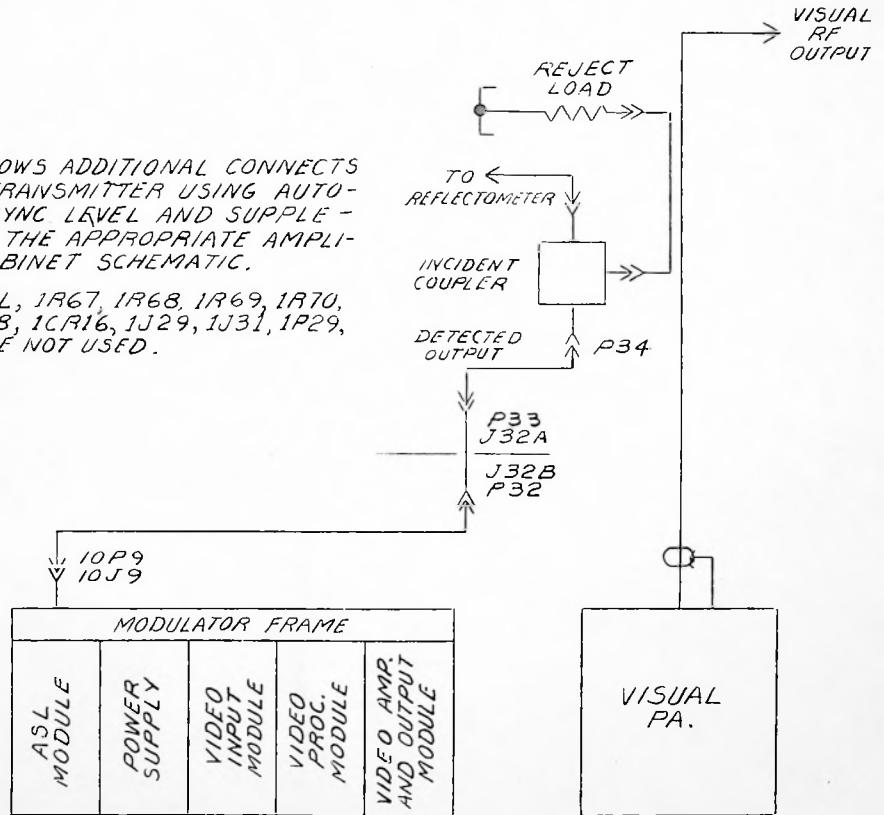 VISUAL
RF
OUTPUT
REJECT
LOAD
OWS ADDITIONAL CONNECTS
RANSMITTER USING AUTO-
YNC LEVEL AND SUPPLE-
THE APPROPRIATE AMPLI-
BINET SCHEMATIC.
L, 1R67, 1R68, 1R69, 1R70,
8, 1CR16, 1J29, 1J31, 1P29,
E NOT USED.
TO
REFLECTOMETER
INCIDENT
COUPLER
DETECTED
OUTPUT
P34
P33
J32A
J32B
P32
10P9
10J9
MODULATOR FRAME
ASL
MODULE
POWER
SUPPLY
VIDEO
INPUT
MODULE
VIDEO
PROC.
MODULE
VIDEO AMP.
AND OUTPUT
MODULE
VISUAL
PA.